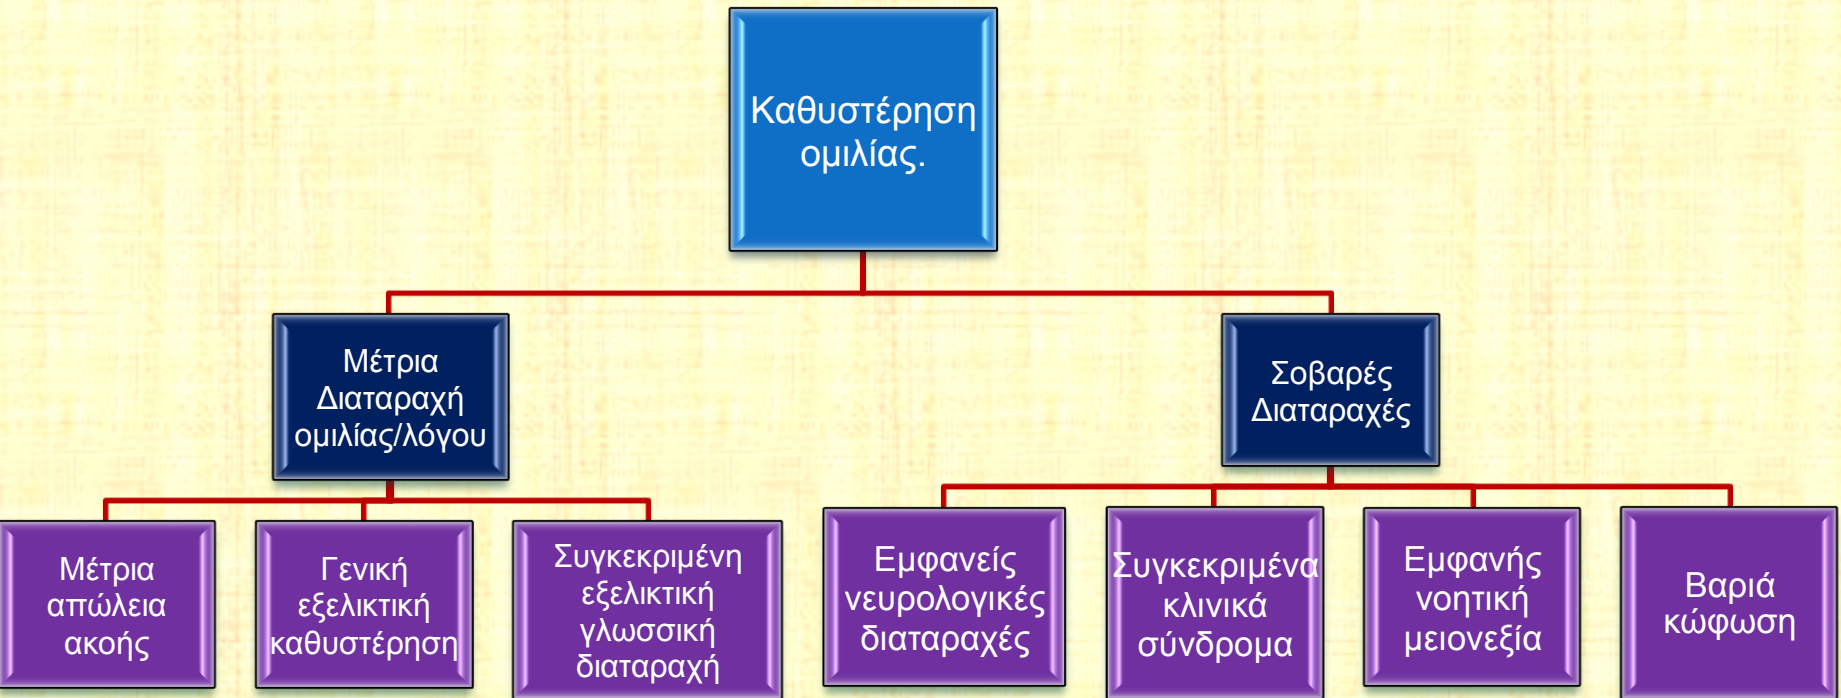 Καθυστέρηση
ομιλίας.
Μέτρια
Διαταραχή
ομιλίας/λόγου
Σοβαρές
Διαταραχές
Μέτρια
απώλεια
ακοής
Γενική
εξελικτική
καθυστέρηση
Συγκεκριμένη
εξελικτική
γλωσσική
διαταραχή
Εμφανείς
νευρολογικές
διαταραχές
Συγκεκριμένα
κλινικά
σύνδρομα
Εμφανής
νοητική
μειονεξία
Βαριά
κώφωση